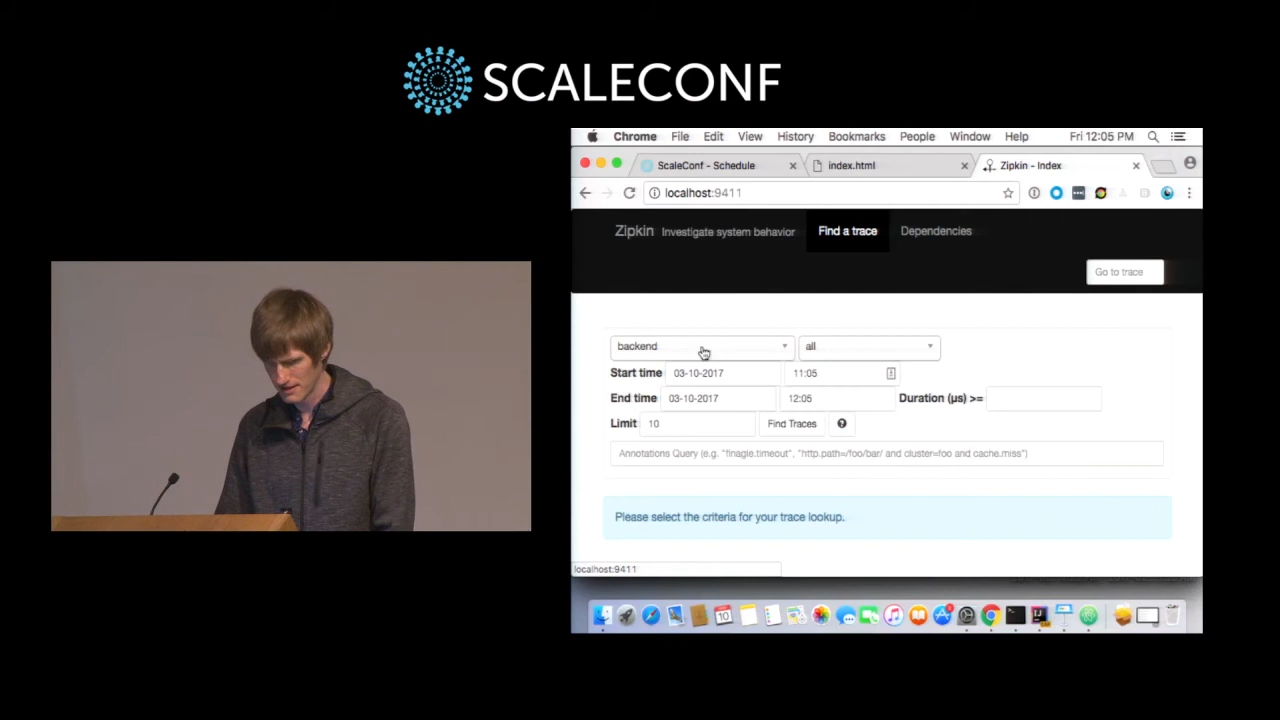 SCALECONF
Chrome File Edit View History Bookmarks People Window Help Fri 12:05 PM
ScaleConf - Schedule index.html Zipkin - Index
localhost:9411
Zipkin Investigate system behavior Find a trace Dependencies
Go to trace
backend all
Start time 03-10-2017 11:05
End time 03-10-2017 12:05 Duration (μs) >=
Limit 10 Find Traces ?
Annotations Query (e.g. "finagle.timeout", "http.path=/foo/bar/ and cluster=foo and cache.miss")
Please select the criteria for your trace lookup.
localhost:9411
10